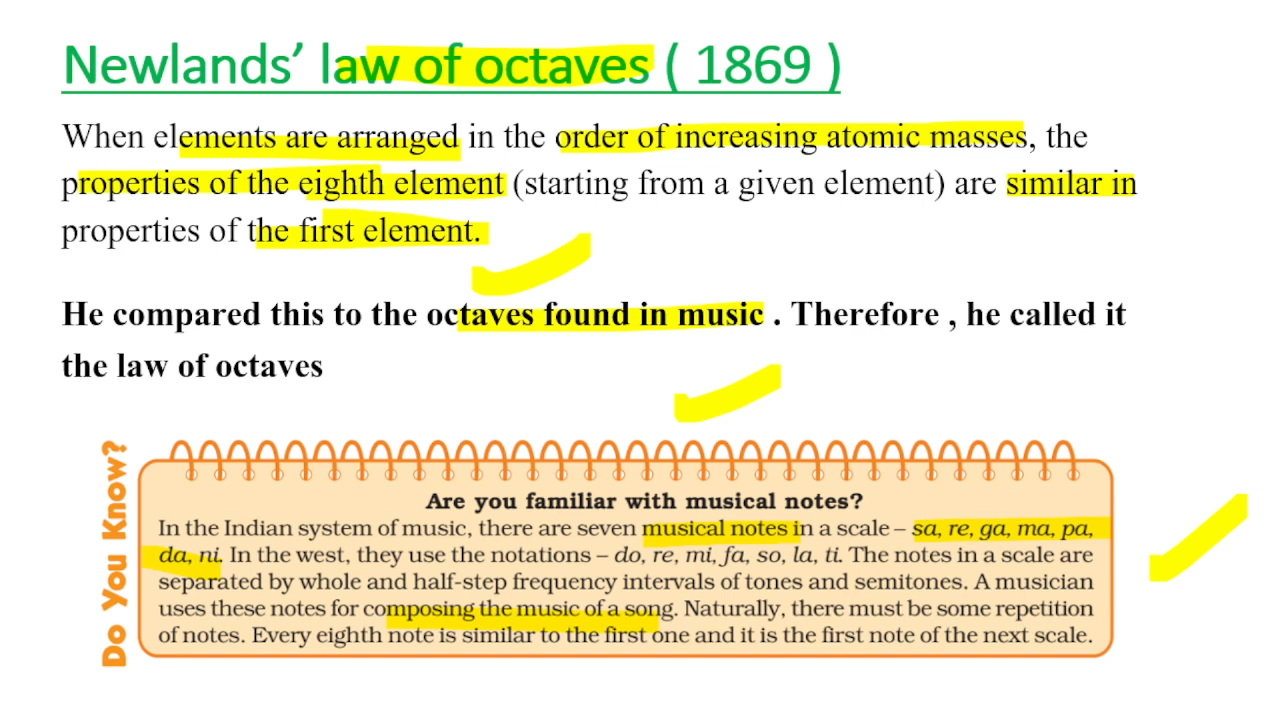 Newlands’ law of octaves ( 1869 )
When elements are arranged in the order of increasing atomic masses, the
properties of the eighth element (starting from a given element) are similar in
properties of the first element.
He compared this to the octaves found in music . Therefore , he called it
the law of octaves
Do You Know?
Are you familiar with musical notes?
In the Indian system of music, there are seven musical notes in a scale – sa, re, ga, ma, pa,
da, ni. In the west, they use the notations – do, re, mi, fa, so, la, ti. The notes in a scale are
separated by whole and half-step frequency intervals of tones and semitones. A musician
uses these notes for composing the music of a song. Naturally, there must be some repetition
of notes. Every eighth note is similar to the first one and it is the first note of the next scale.